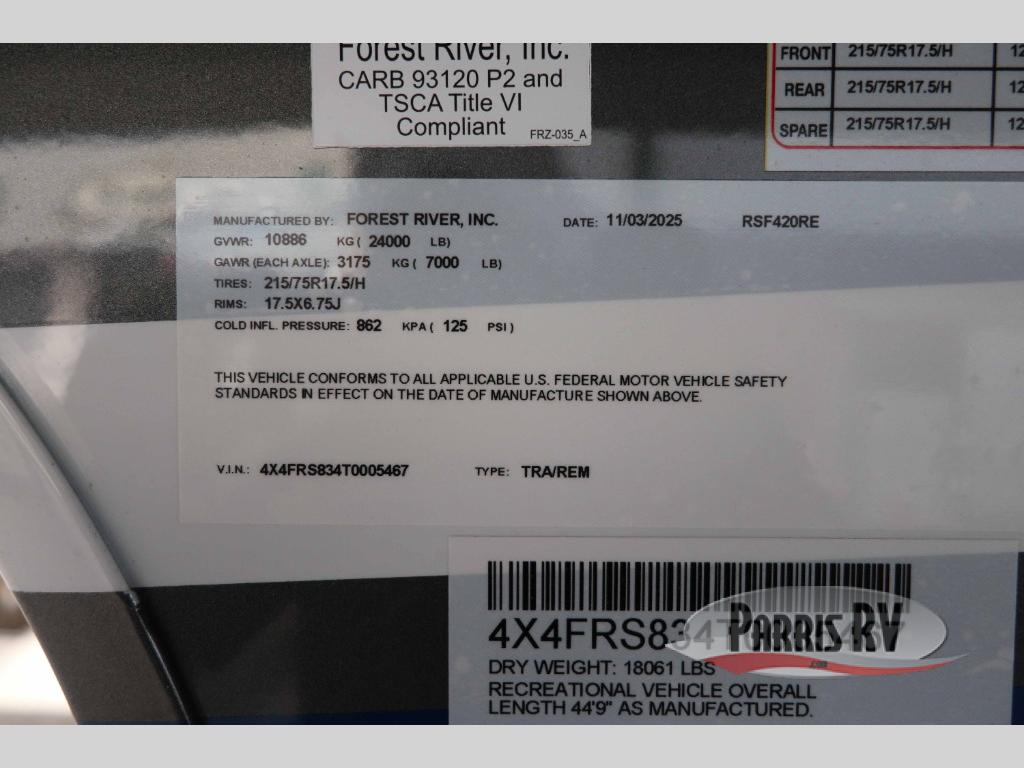 Forest River, Inc.
CARB 93120 P2 and
TSCA Title VI
Compliant
FRZ-035_A
FRONT 215/75R17.5/H 12
REAR 215/75R17.5/H 12
SPARE 215/75R17.5/H 12
MANUFACTURED BY: FOREST RIVER, INC. DATE: 11/03/2025 RSF420RE
GVWR: 10886 KG ( 24000 LB)
GAWR (EACH AXLE): 3175 KG ( 7000 LB)
TIRES: 215/75R17.5/H
RIMS: 17.5X6.75J
COLD INFL. PRESSURE: 862 KPA ( 125 PSI )
THIS VEHICLE CONFORMS TO ALL APPLICABLE U.S. FEDERAL MOTOR VEHICLE SAFETY
STANDARDS IN EFFECT ON THE DATE OF MANUFACTURE SHOWN ABOVE.
V.I.N.: 4X4FRS834T0005467 TYPE: TRA/REM
4X4FRS834T0005467
PARRIS RV
.com
DRY WEIGHT: 18061 LBS
RECREATIONAL VEHICLE OVERALL
LENGTH 44'9" AS MANUFACTURED.